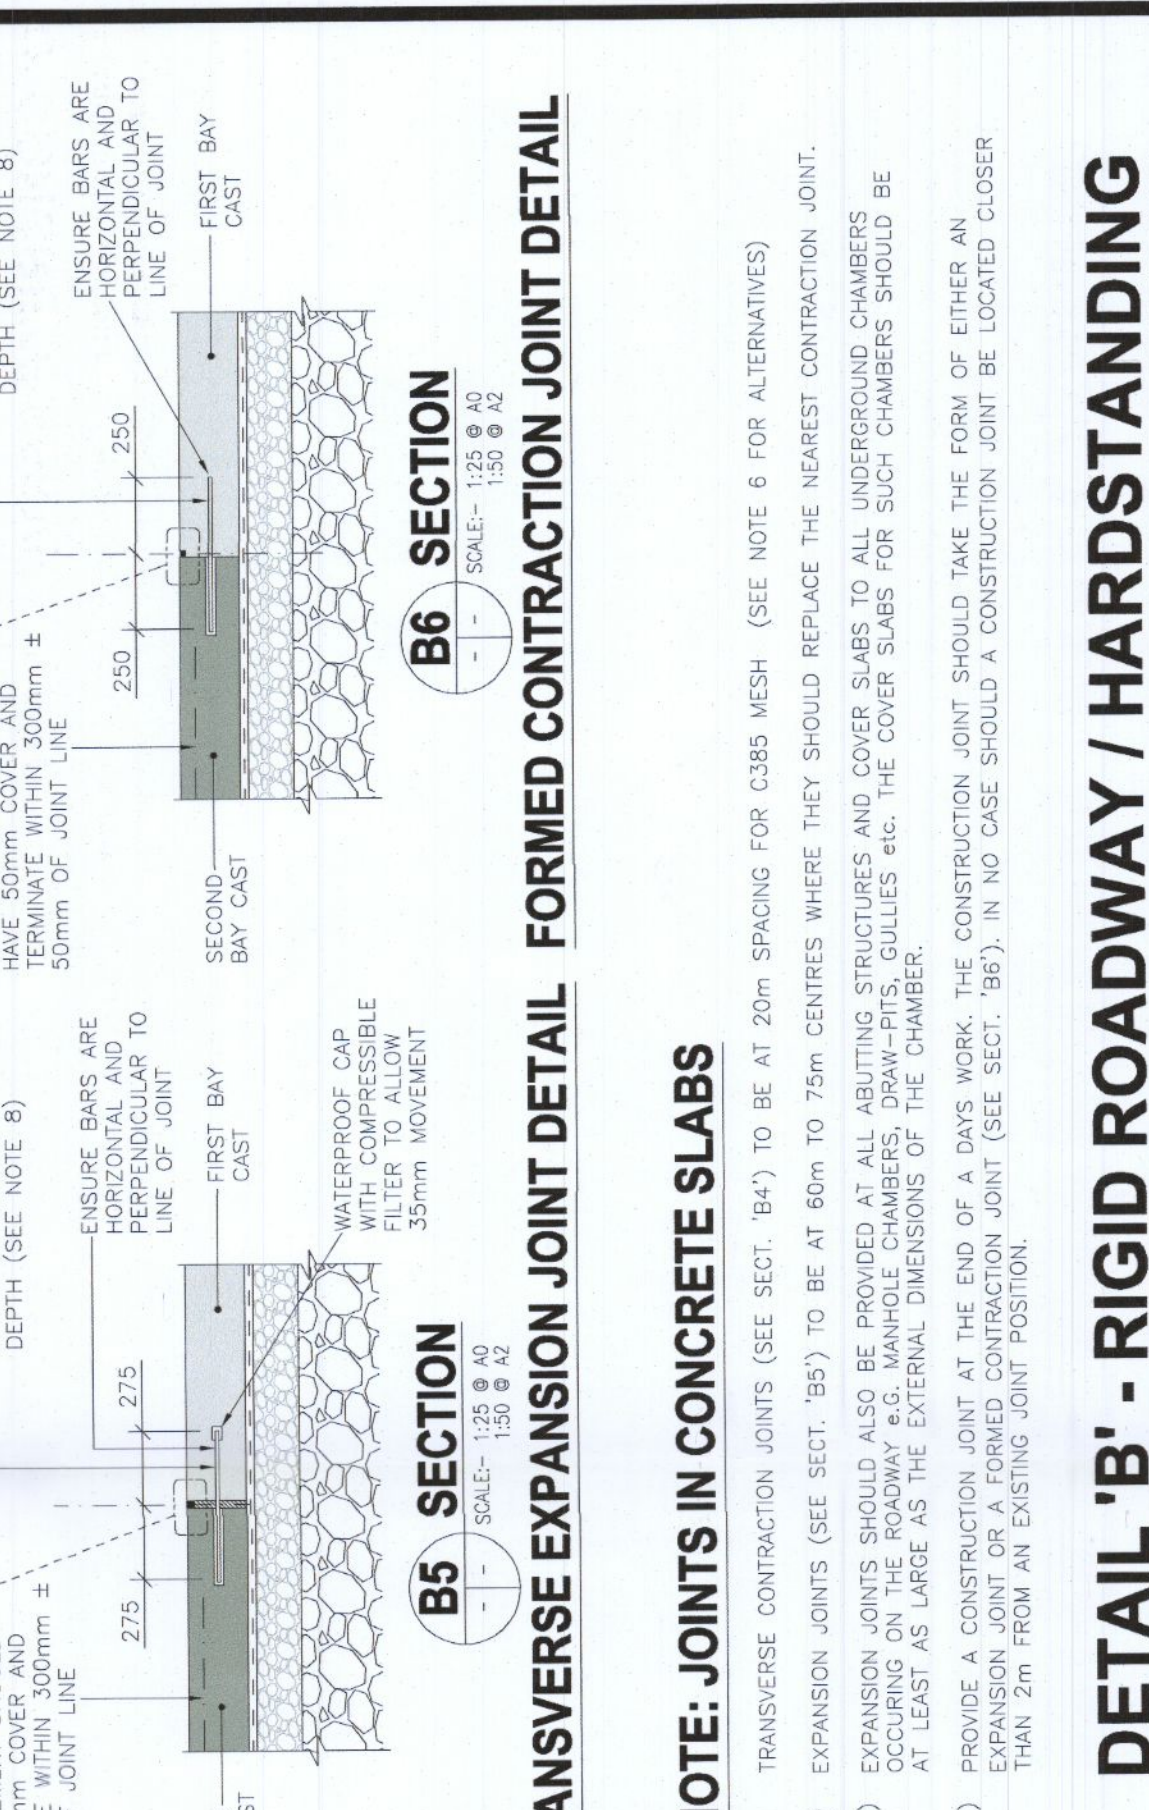 DEPTH (SEE NOTE 8)
mm COVER AND
WITHIN 300mm ±
JOINT LINE
275
275
ENSURE BARS ARE
HORIZONTAL AND
PERPENDICULAR TO
LINE OF JOINT
FIRST BAY
CAST
WATERPROOF CAP
WITH COMPRESSIBLE
FILTER TO ALLOW
35mm MOVEMENT
B5 SECTION
- -
SCALE:- 1:25 @ A0
1:50 @ A2
ANSVERSE EXPANSION JOINT DETAIL
DEPTH (SEE NOTE 8)
HAVE 50mm COVER AND
TERMINATE WITHIN 300mm ±
50mm OF JOINT LINE
250
250
ENSURE BARS ARE
HORIZONTAL AND
PERPENDICULAR TO
LINE OF JOINT
FIRST BAY
CAST
SECOND
BAY CAST
B6 SECTION
- -
SCALE:- 1:25 @ A0
1:50 @ A2
FORMED CONTRACTION JOINT DETAIL
OTE: JOINTS IN CONCRETE SLABS
TRANSVERSE CONTRACTION JOINTS (SEE SECT. 'B4') TO BE AT 20m SPACING FOR C385 MESH (SEE NOTE 6 FOR ALTERNATIVES)
EXPANSION JOINTS (SEE SECT. 'B5') TO BE AT 60m TO 75m CENTRES WHERE THEY SHOULD REPLACE THE NEAREST CONTRACTION JOINT.
) EXPANSION JOINTS SHOULD ALSO BE PROVIDED AT ALL ABUTTING STRUCTURES AND COVER SLABS TO ALL UNDERGROUND CHAMBERS
OCCURING ON THE ROADWAY e.G. MANHOLE CHAMBERS, DRAW-PITS, GULLIES etc. THE COVER SLABS FOR SUCH CHAMBERS SHOULD BE
AT LEAST AS LARGE AS THE EXTERNAL DIMENSIONS OF THE CHAMBER.
) PROVIDE A CONSTRUCTION JOINT AT THE END OF A DAYS WORK. THE CONSTRUCTION JOINT SHOULD TAKE THE FORM OF EITHER AN
EXPANSION JOINT OR A FORMED CONTRACTION JOINT (SEE SECT. 'B6'). IN NO CASE SHOULD A CONSTRUCTION JOINT BE LOCATED CLOSER
THAN 2m FROM AN EXISTING JOINT POSITION.
DETAIL 'B' - RIGID ROADWAY / HARDSTANDING